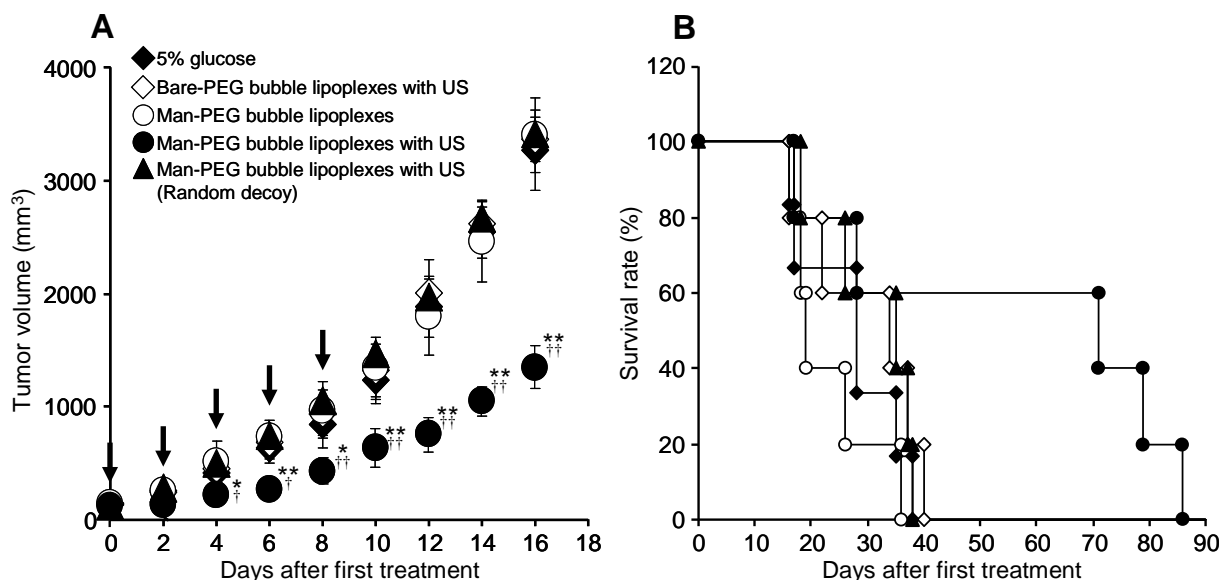 A
5% glucose
Bare-PEG bubble lipoplexes with US
Man-PEG bubble lipoplexes
Man-PEG bubble lipoplexes with US
Man-PEG bubble lipoplexes with US
(Random decoy)
Tumor volume (mm3)
4000
3000
2000
1000
0
*
†
**
†
*
††
**
††
**
††
**
††
**
††
0 2 4 6 8 10 12 14 16 18
Days after first treatment
B
Survival rate (%)
120
100
80
60
40
20
0
0 10 20 30 40 50 60 70 80 90
Days after first treatment